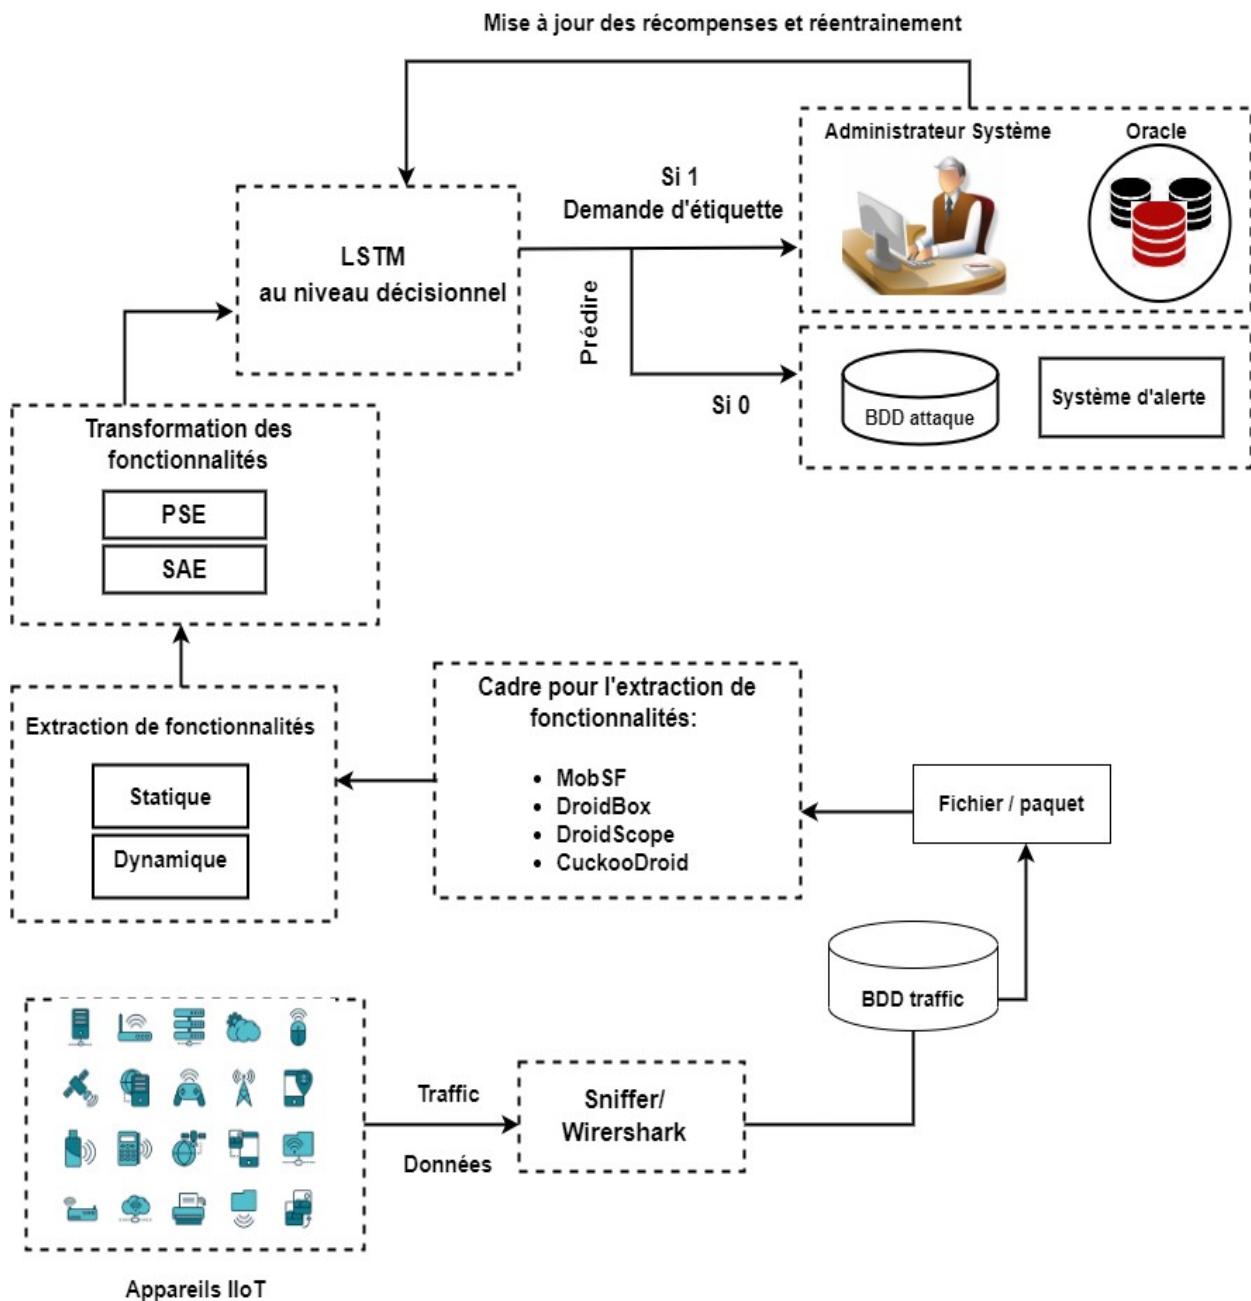 Mise à jour des récompenses et réentrainement
Administrateur Système
Oracle
Si 1
Demande d'étiquette
LSTM
au niveau décisionnel
Prédire
Si 0
BDD attaque
Système d'alerte
Transformation des
fonctionnalités
PSE
SAE
Extraction de fonctionnalités
Statique
Dynamique
Cadre pour l'extraction de
fonctionnalités:
• MobSF
• DroidBox
• DroidScope
• CuckooDroid
Fichier / paquet
BDD traffic
Traffic
Données
Sniffer/
Wirershark
Appareils IIoT